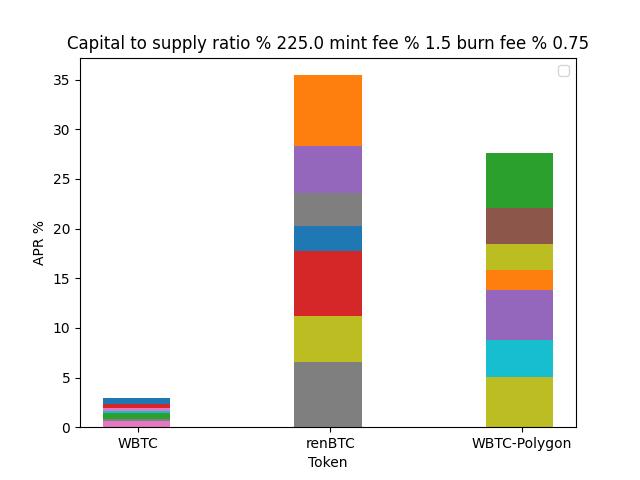 Capital to supply ratio % 225.0 mint fee % 1.5 burn fee % 0.75
35
30
25
20
15
10
5
0
APR %
WBTC
renBTC
WBTC-Polygon
Token